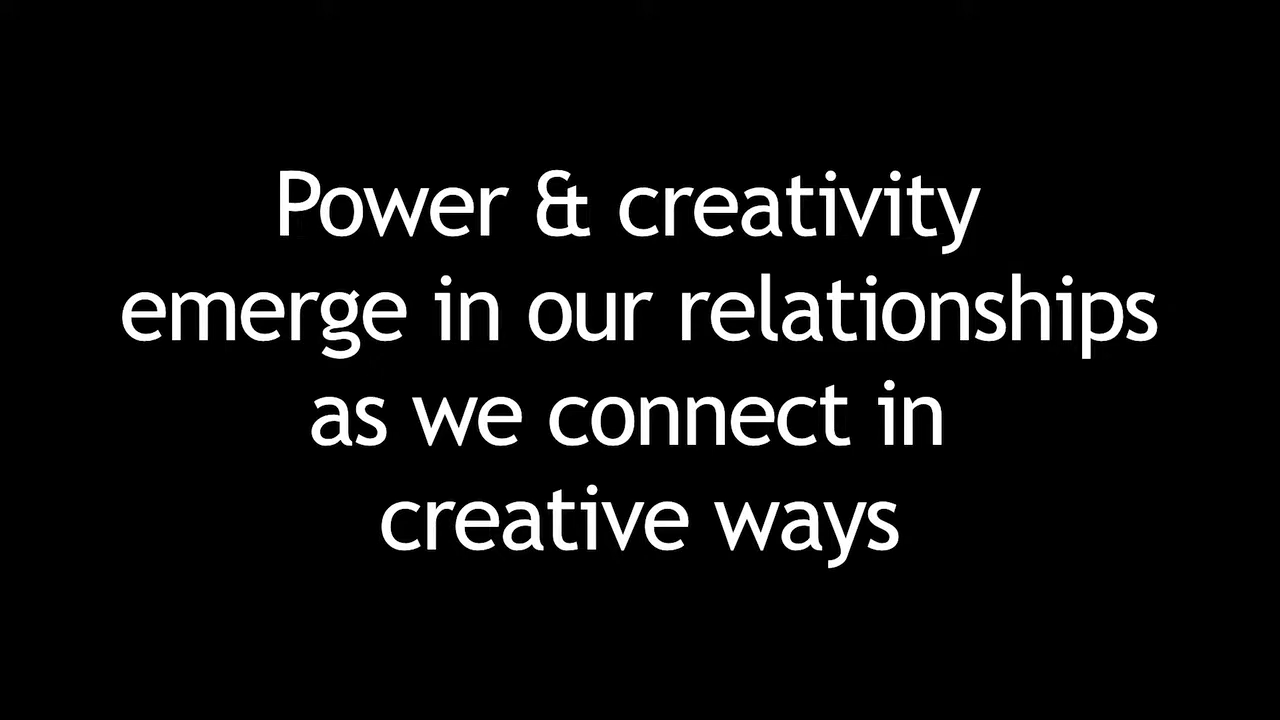 Power & creativity
emerge in our relationships
as we connect in
creative ways